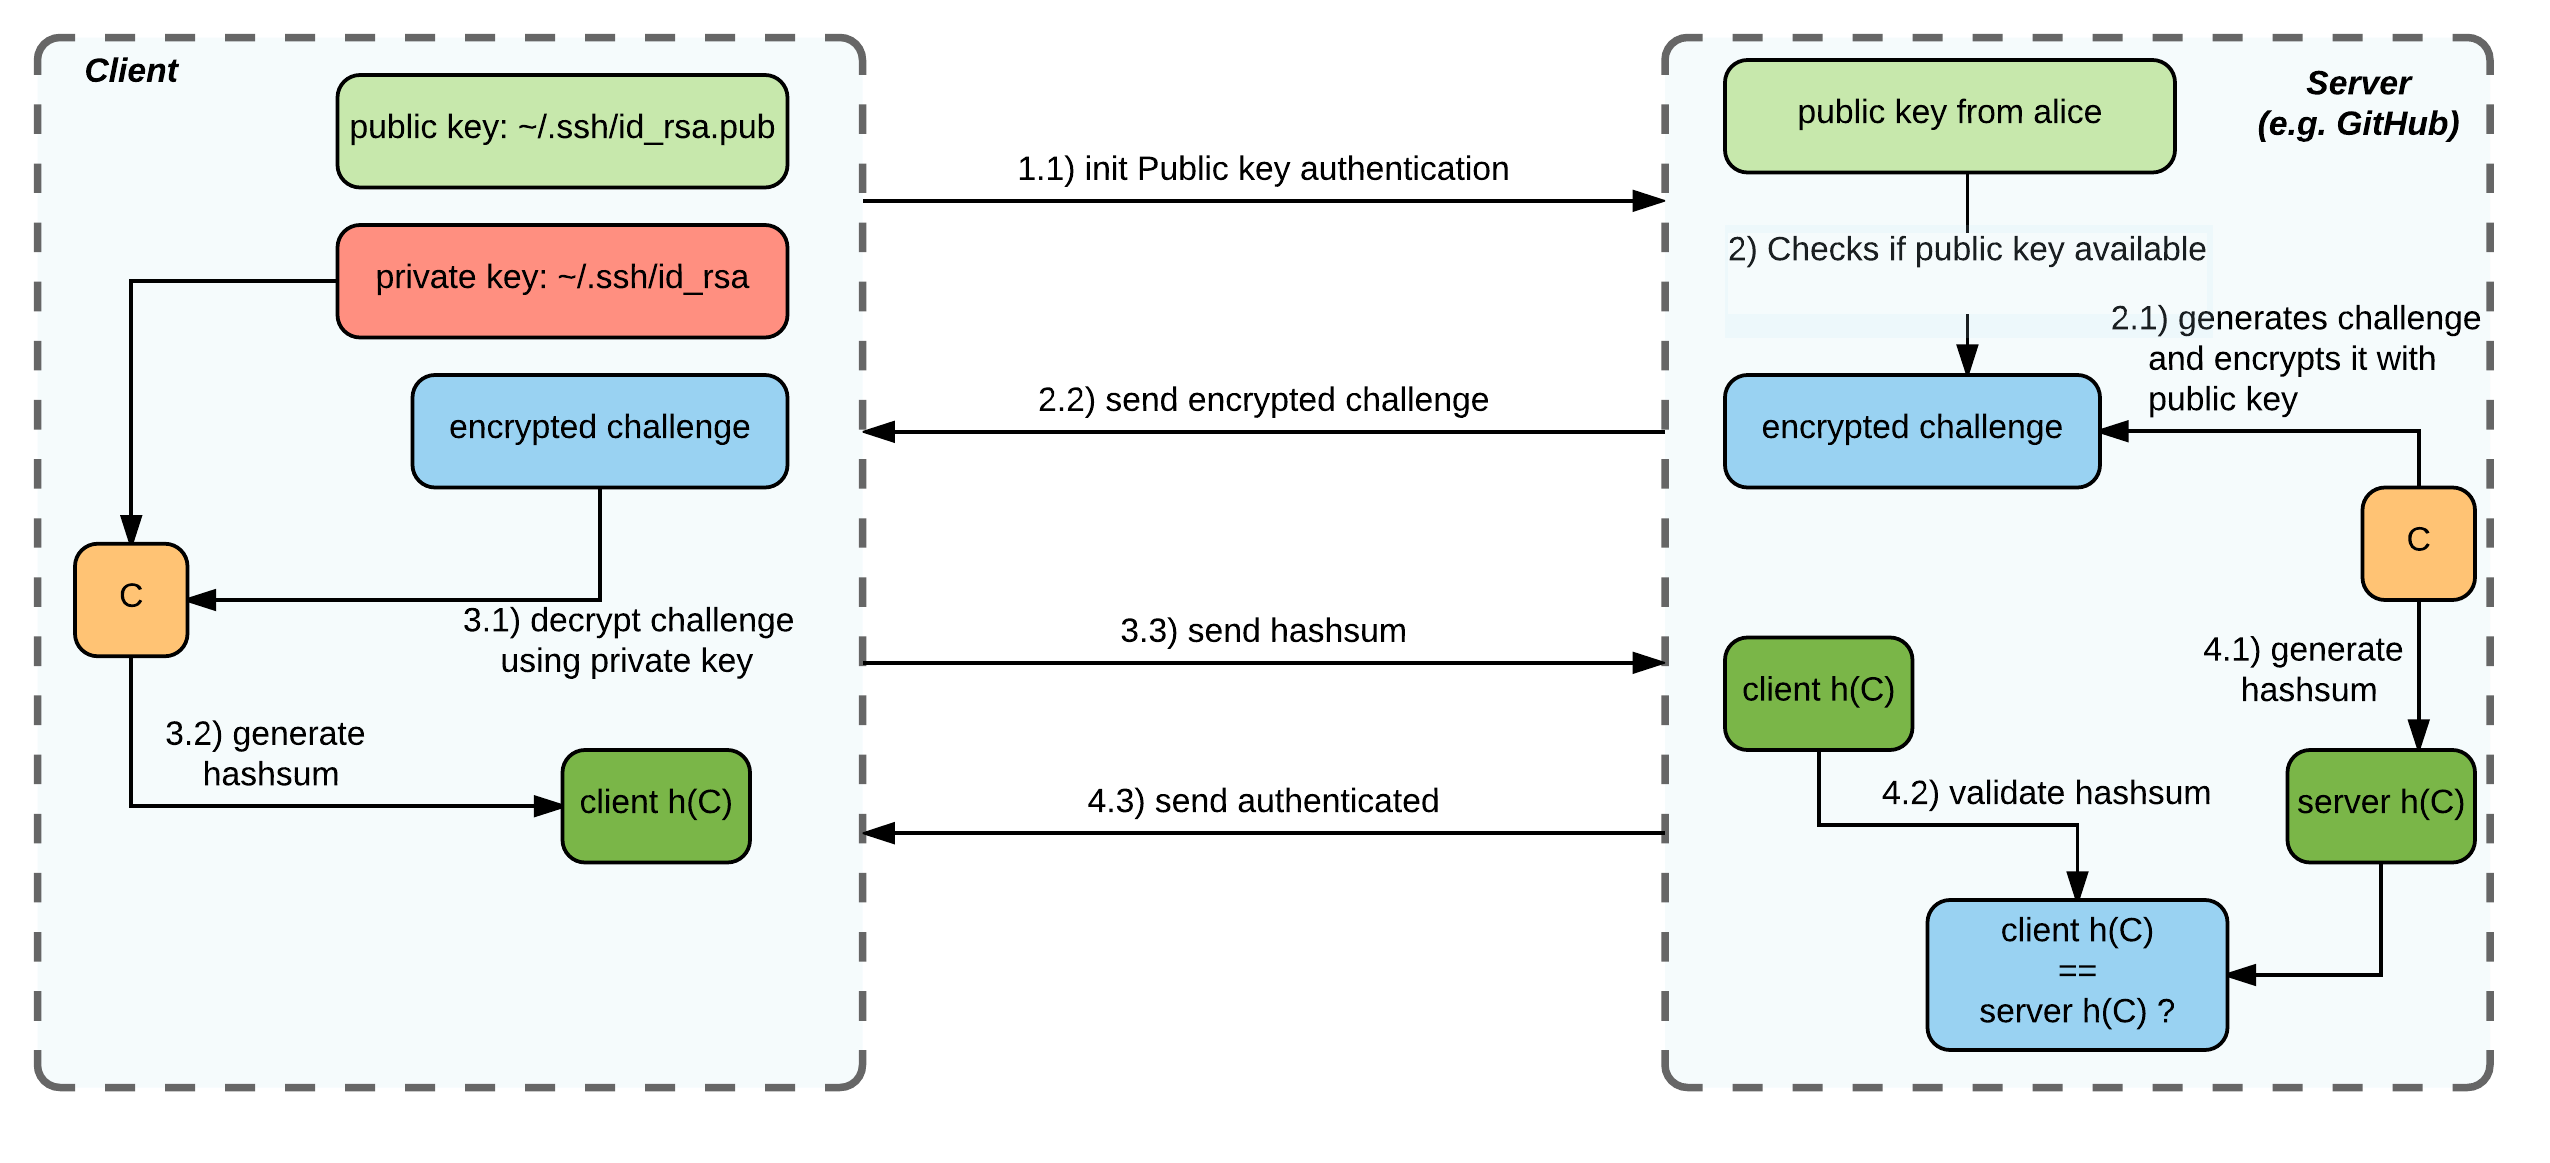 Client
public key: ~/.ssh/id_rsa.pub
private key: ~/.ssh/id_rsa
encrypted challenge
C
3.1) decrypt challenge
using private key
3.2) generate
hashsum
client h(C)
1.1) init Public key authentication
2.2) send encrypted challenge
3.3) send hashsum
4.3) send authenticated
Server
(e.g. GitHub)
public key from alice
2) Checks if public key available
2.1) generates challenge
and encrypts it with
public key
encrypted challenge
C
4.1) generate
hashsum
client h(C)
4.2) validate hashsum
server h(C)
client h(C)
==
server h(C) ?